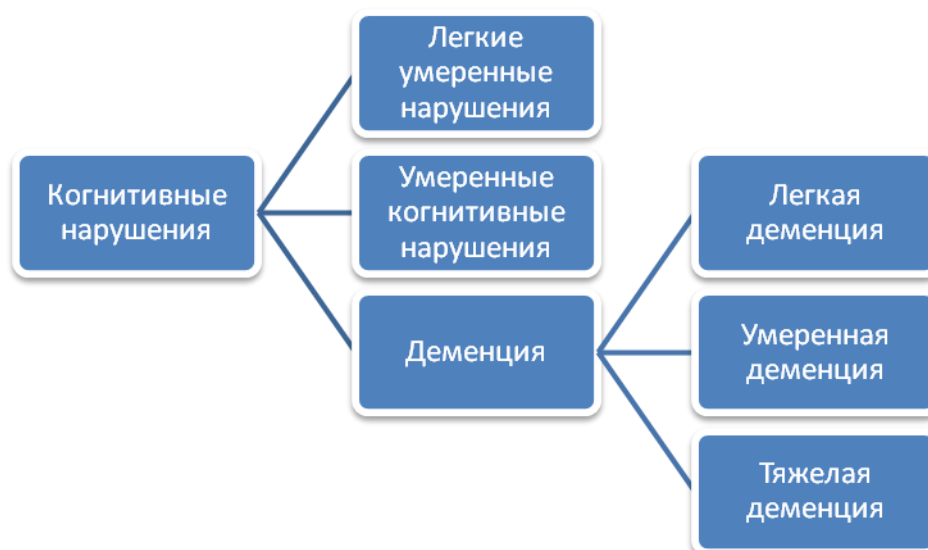 Когнитивные
нарушения
Легкие
умеренные
нарушения
Умеренные
когнитивные
нарушения
Деменция
Легкая
деменция
Умеренная
деменция
Тяжелая
деменция